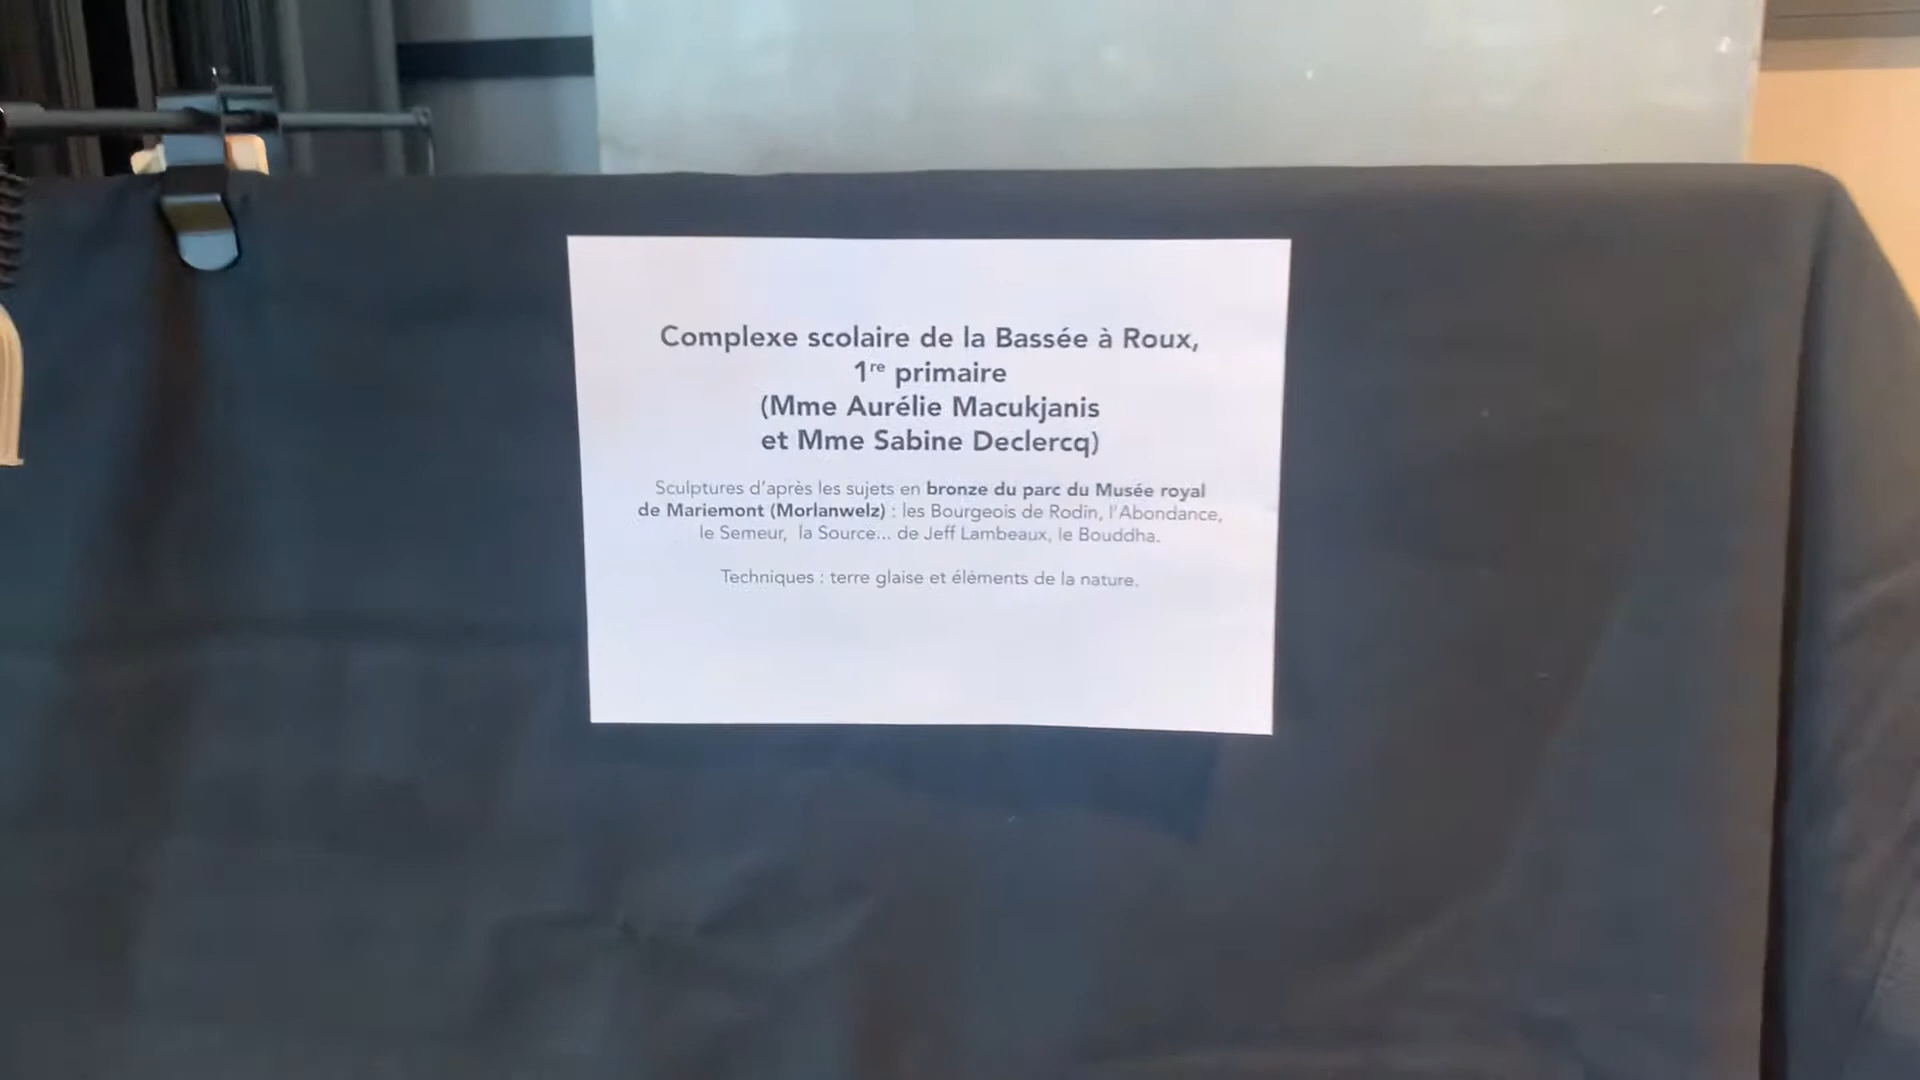 Complexe scolaire de la Bassée à Roux,
1re primaire
(Mme Aurélie Macukjanis
et Mme Sabine Declercq)
Sculptures d'après les sujets en bronze du parc du Musée royal
de Mariemont (Morlanwelz) : les Bourgeois de Rodin, l'Abondance,
le Semeur, la Source... de Jeff Lambeaux, le Bouddha.
Techniques : terre glaise et éléments de la nature.